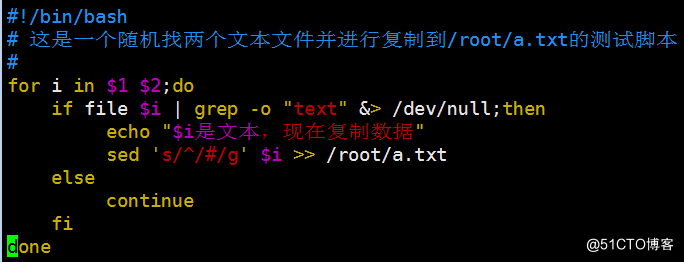 #!/bin/bash
# 这是一个随机找两个文本文件并进行复制到/root/a.txt的测试脚本
#
for i in $1 $2;do
    if file $i | grep -o "text" &> /dev/null;then
        echo "$i是文本，现在复制数据"
        sed 's/^/#/g' $i >> /root/a.txt
    else
        continue
    fi
done
@51CTO博客